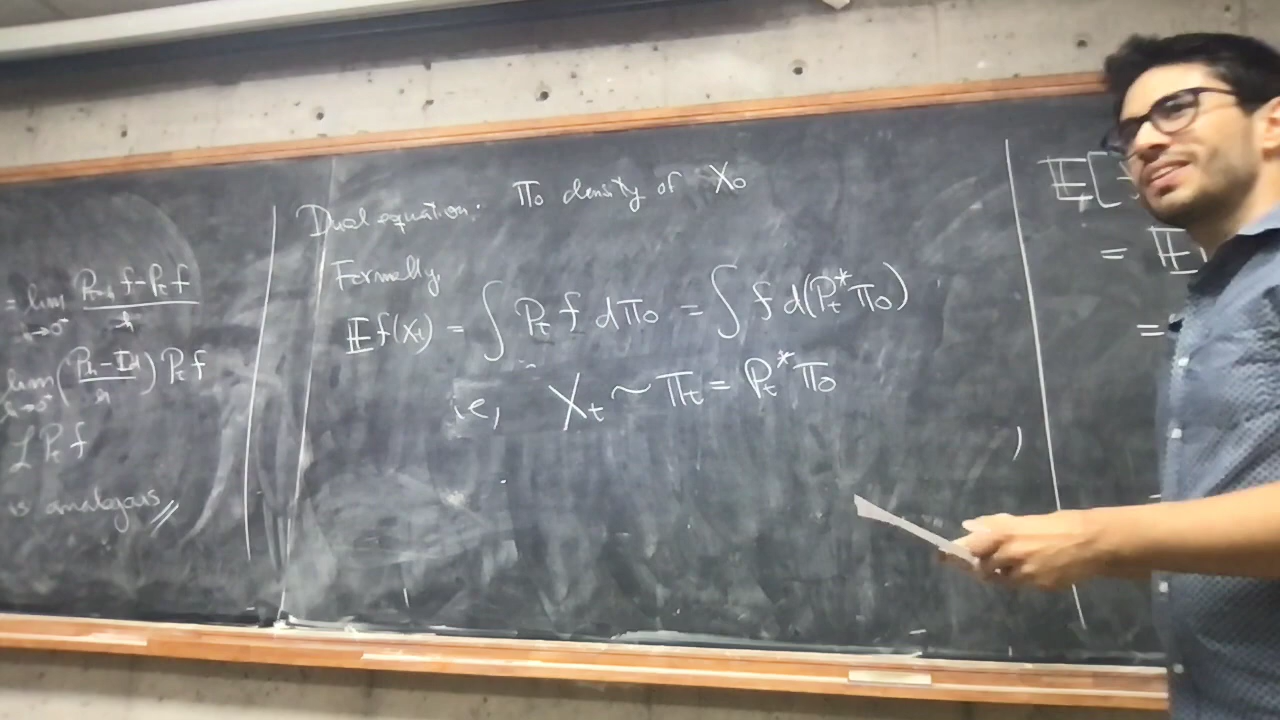 = lim (P_{t+h} f - P_t f) / h
h→0⁺
lim ((P_h - Id) / h) P_t f
h→0⁺
ℒ P_t f
is analogous //
Dual equation: π₀ density of X₀
Formally
𝔼f(X_t) = ∫ P_t f dπ₀ = ∫ f d(P_t^* π₀)
i.e, X_t ~ π_t = P_t^* π₀
𝔼[
= 𝔼
=